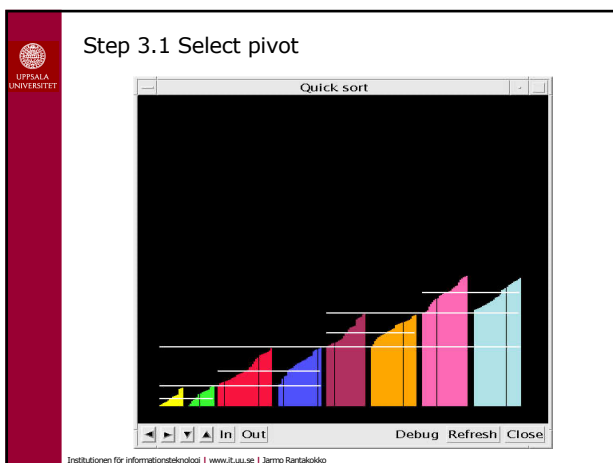 Step 3.1 Select pivot
UPPSALA
UNIVERSITET
Quick sort
In Out Debug Refresh Close
Institutionen för informationsteknologi | www.it.uu.se | Jarmo Rantakokko